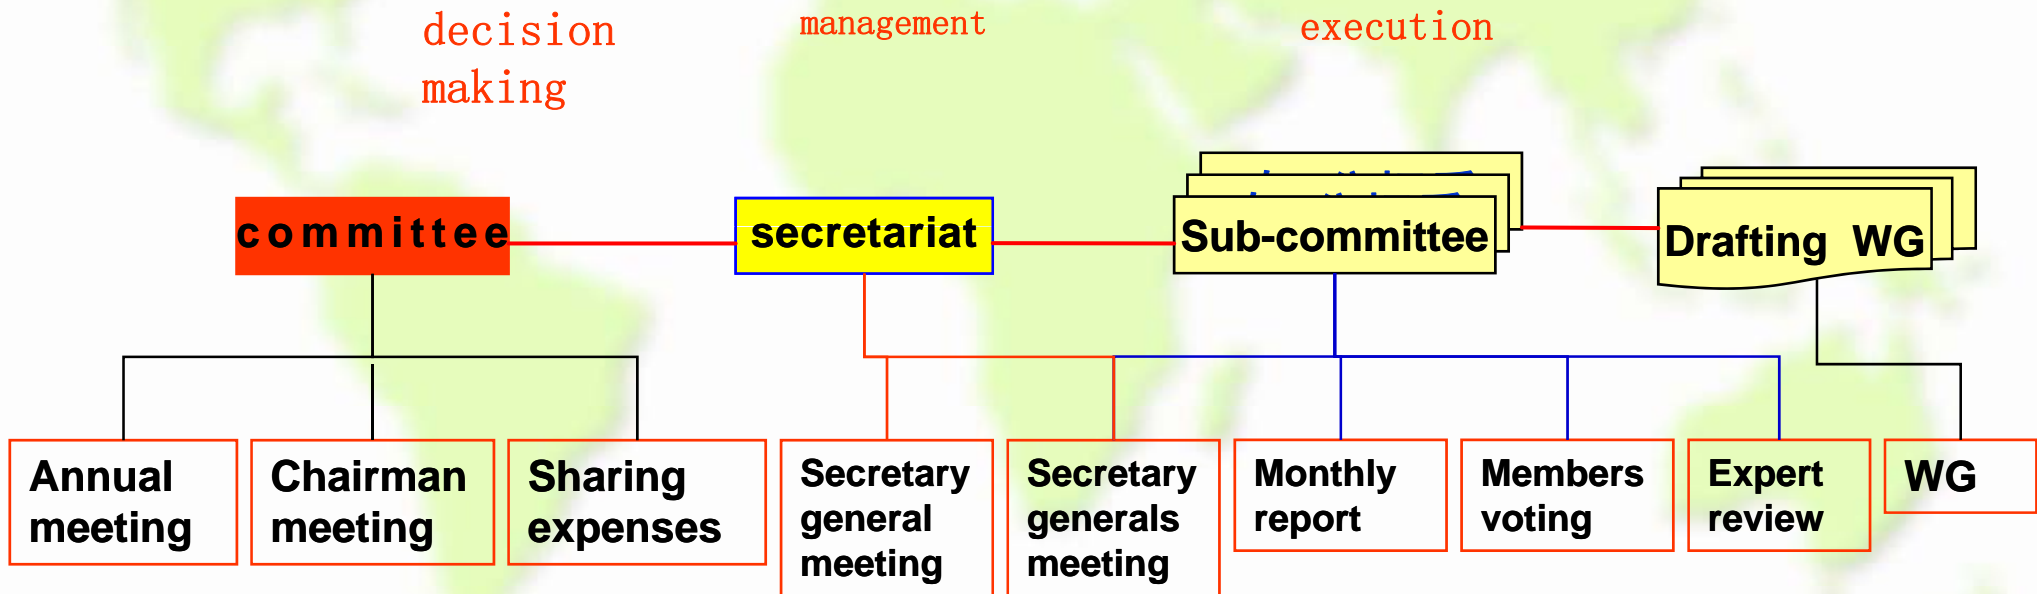 decision
making
management
execution
committee
secretariat
Sub-committee
Drafting WG
Annual
meeting
Chairman
meeting
Sharing
expenses
Secretary
general
meeting
Secretary
generals
meeting
Monthly
report
Members
voting
Expert
review
WG